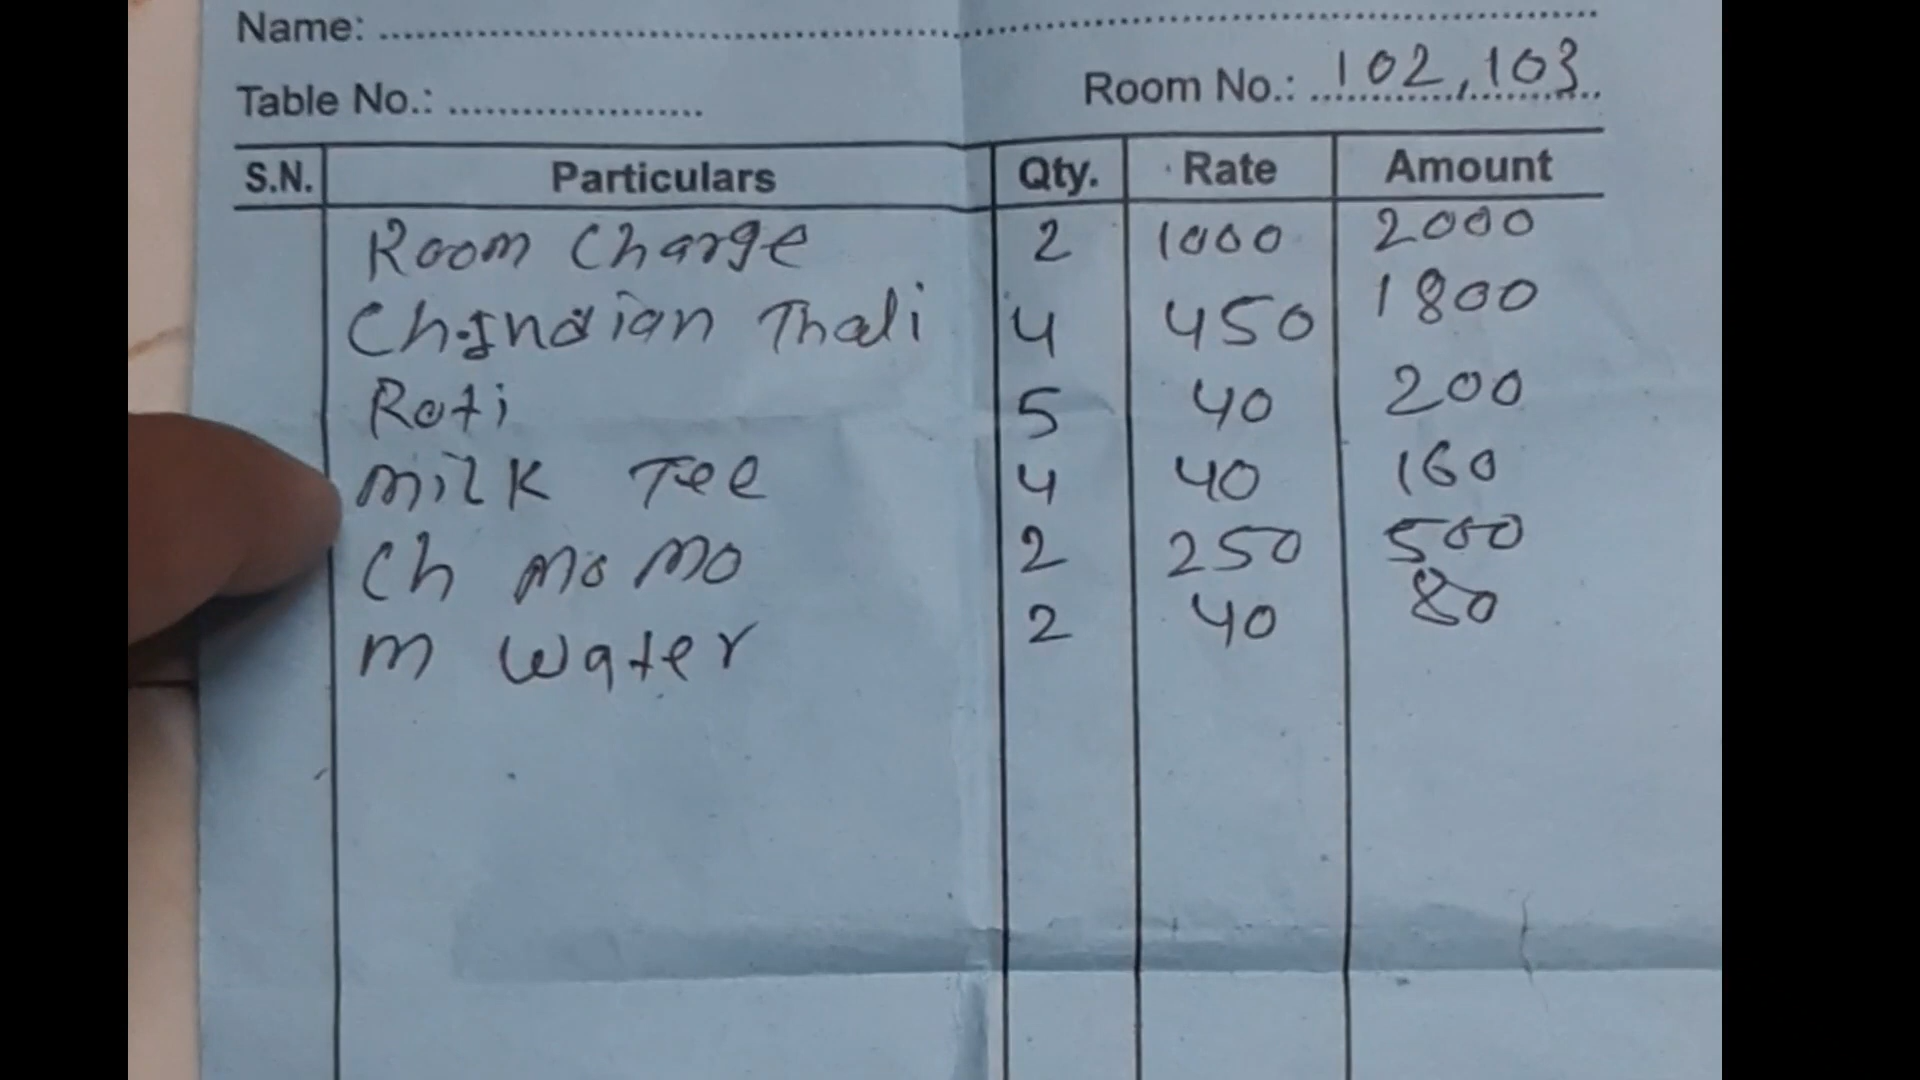 Name: ........................................
Table No.: .................... Room No.: 102, 103
S.N. Particulars Qty. Rate Amount
Room Charge 2 1000 2000
Ch.Indian Thali 4 450 1800
Roti 5 40 200
Milk Tee 4 40 160
Ch MoMo 2 250 500
M Water 2 40 80